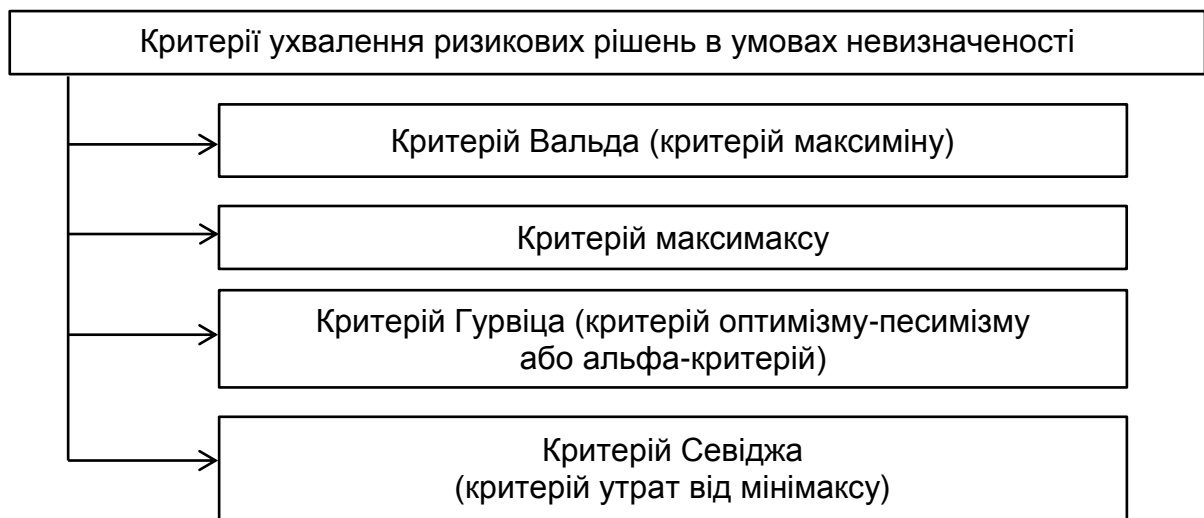 Критерії ухвалення ризикових рішень в умовах невизначеності
Критерій Вальда (критерій максиміну)
Критерій максимаксу
Критерій Гурвіца (критерій оптимізму-песимізму
або альфа-критерій)
Критерій Севіджа
(критерій утрат від мінімаксу)